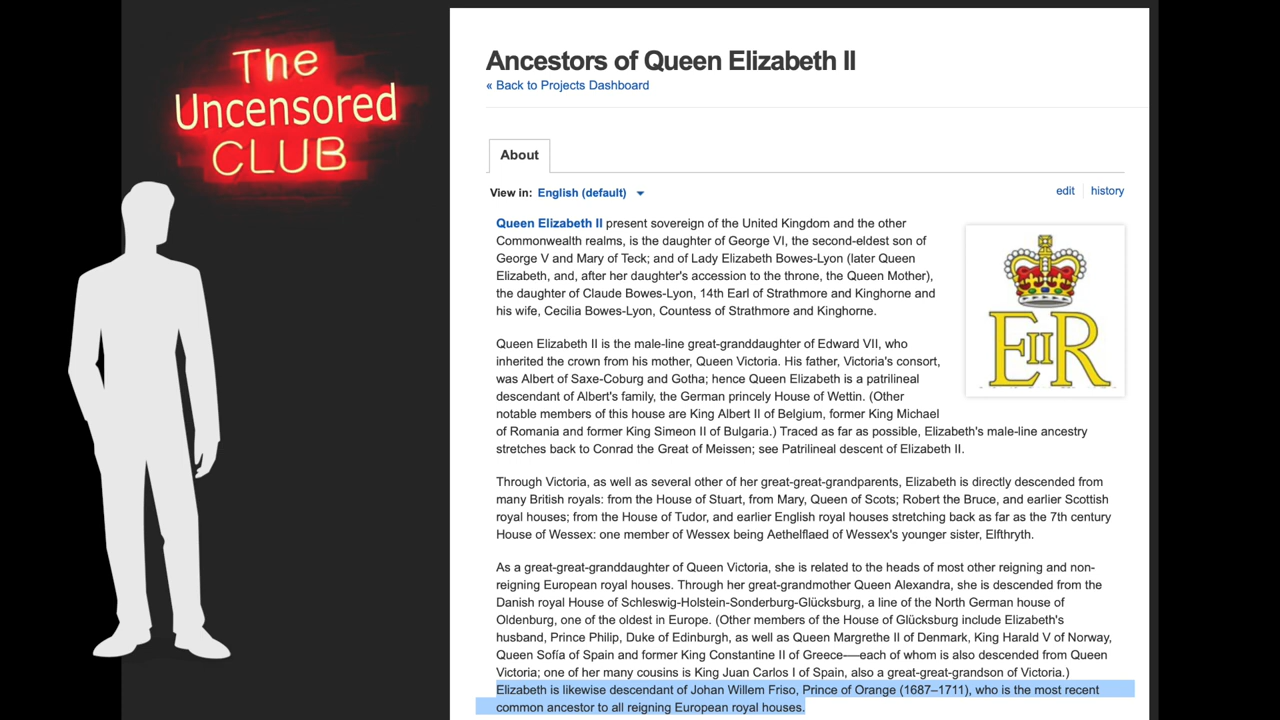 The
Uncensored
CLUB
Ancestors of Queen Elizabeth II
« Back to Projects Dashboard
About
View in: English (default)
edit
history
Queen Elizabeth II present sovereign of the United Kingdom and the other
Commonwealth realms, is the daughter of George VI, the second-eldest son of
George V and Mary of Teck; and of Lady Elizabeth Bowes-Lyon (later Queen
Elizabeth, and, after her daughter's accession to the throne, the Queen Mother),
the daughter of Claude Bowes-Lyon, 14th Earl of Strathmore and Kinghorne and
his wife, Cecilia Bowes-Lyon, Countess of Strathmore and Kinghorne.
EIIR
Queen Elizabeth II is the male-line great-granddaughter of Edward VII, who
inherited the crown from his mother, Queen Victoria. His father, Victoria's consort,
was Albert of Saxe-Coburg and Gotha; hence Queen Elizabeth is a patrilineal
descendant of Albert's family, the German princely House of Wettin. (Other
notable members of this house are King Albert II of Belgium, former King Michael
of Romania and former King Simeon II of Bulgaria.) Traced as far as possible, Elizabeth's male-line ancestry
stretches back to Conrad the Great of Meissen; see Patrilineal descent of Elizabeth II.
Through Victoria, as well as several other of her great-great-grandparents, Elizabeth is directly descended from
many British royals: from the House of Stuart, from Mary, Queen of Scots; Robert the Bruce, and earlier Scottish
royal houses; from the House of Tudor, and earlier English royal houses stretching back as far as the 7th century
House of Wessex: one member of Wessex being Aethelflaed of Wessex's younger sister, Elfthryth.
As a great-great-granddaughter of Queen Victoria, she is related to the heads of most other reigning and non-
reigning European royal houses. Through her great-grandmother Queen Alexandra, she is descended from the
Danish royal House of Schleswig-Holstein-Sonderburg-Glücksburg, a line of the North German house of
Oldenburg, one of the oldest in Europe. (Other members of the House of Glücksburg include Elizabeth's
husband, Prince Philip, Duke of Edinburgh, as well as Queen Margrethe II of Denmark, King Harald V of Norway,
Queen Sofía of Spain and former King Constantine II of Greece-—each of whom is also descended from Queen
Victoria; one of her many cousins is King Juan Carlos I of Spain, also a great-great-grandson of Victoria.)
Elizabeth is likewise descendant of Johan Willem Friso, Prince of Orange (1687–1711), who is the most recent
common ancestor to all reigning European royal houses.